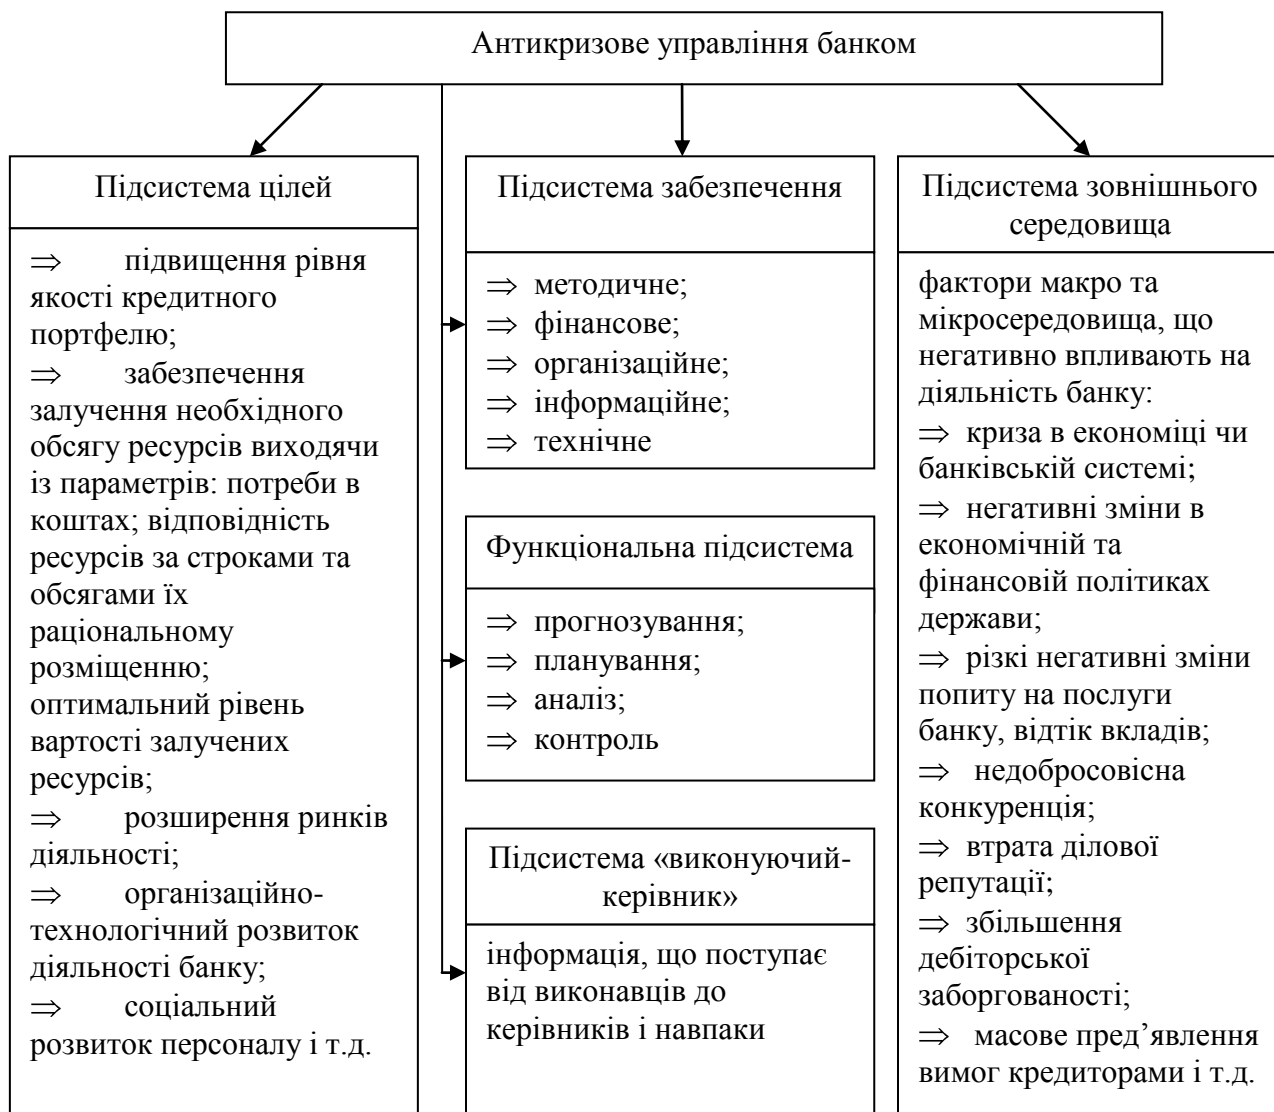 Антикризове управління банком
Підсистема цілей
⇒ підвищення рівня
якості кредитного
портфелю;
⇒ забезпечення
залучення необхідного
обсягу ресурсів виходячи
із параметрів: потреби в
коштах; відповідність
ресурсів за строками та
обсягами їх
раціональному
розміщенню;
оптимальний рівень
вартості залучених
ресурсів;
⇒ розширення ринків
діяльності;
⇒ організаційно-
технологічний розвиток
діяльності банку;
⇒ соціальний
розвиток персоналу і т.д.
Підсистема забезпечення
⇒ методичне;
⇒ фінансове;
⇒ організаційне;
⇒ інформаційне;
⇒ технічне
Функціональна підсистема
⇒ прогнозування;
⇒ планування;
⇒ аналіз;
⇒ контроль
Підсистема «виконуючий-
керівник»
інформація, що поступає
від виконавців до
керівників і навпаки
Підсистема зовнішнього
середовища
фактори макро та
мікросередовища, що
негативно впливають на
діяльність банку:
⇒ криза в економіці чи
банківській системі;
⇒ негативні зміни в
економічній та
фінансовій політиках
держави;
⇒ різкі негативні зміни
попиту на послуги
банку, відтік вкладів;
⇒ недобросовісна
конкуренція;
⇒ втрата ділової
репутації;
⇒ збільшення
дебіторської
заборгованості;
⇒ масове пред’явлення
вимог кредиторами і т.д.